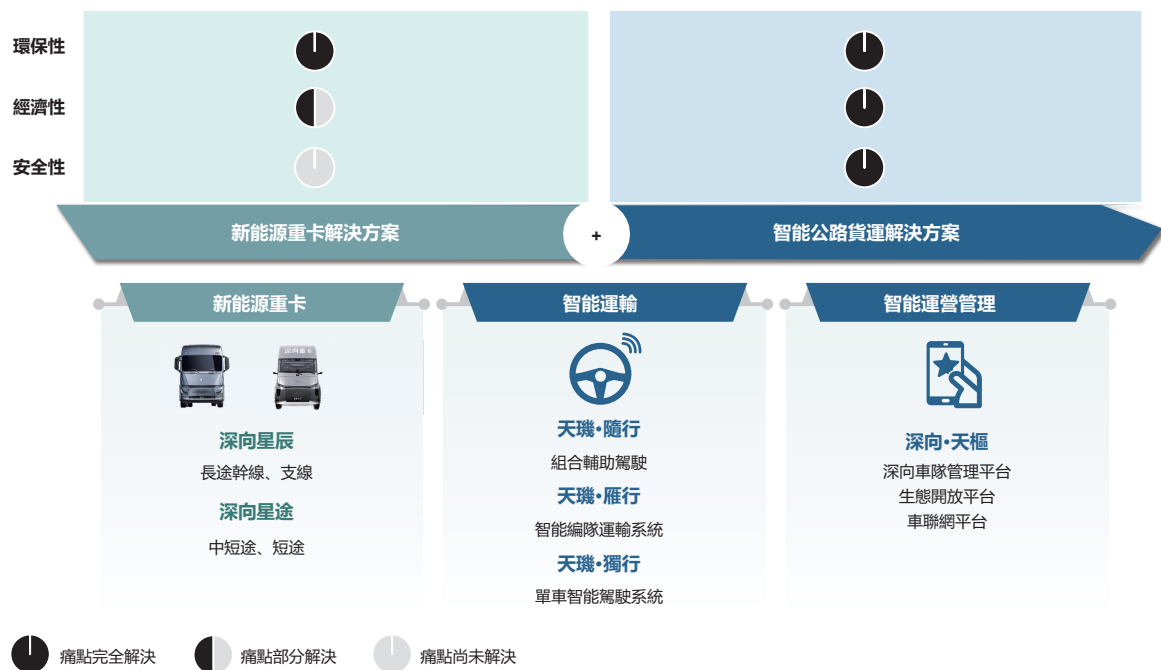 環保性
經濟性
安全性
新能源重卡解決方案
+
智能公路貨運解決方案
新能源重卡
深向重卡
深向星辰
長途幹線、支線
深向星途
中短途、短途
智能運輸
天璣•隨行
組合輔助駕駛
天璣•雁行
智能編隊運輸系統
天璣•獨行
單車智能駕駛系統
智能運營管理
深向•天樞
深向車隊管理平台
生態開放平台
車聯網平台
痛點完全解決
痛點部分解決
痛點尚未解決